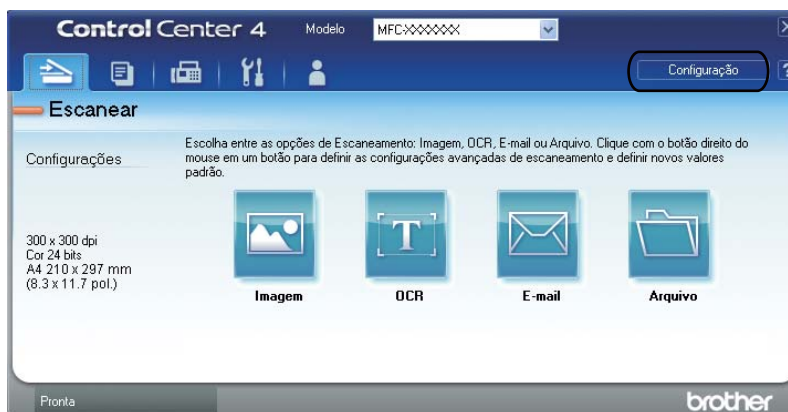 Control Center 4
Modelo
MFC-XXXXXX
Configuração
?
Escanear
Configurações
Escolha entre as opções de Escaneamento: Imagem, OCR, E-mail ou Arquivo. Clique com o botão direito do
mouse em um botão para definir as configurações avançadas de escaneamento e definir novos valores
padrão.
300 x 300 dpi
Cor 24 bits
A4 210 x 297 mm
(8.3 x 11.7 pol.)
T
Imagem
OCR
E-mail
Arquivo
Pronta
brother